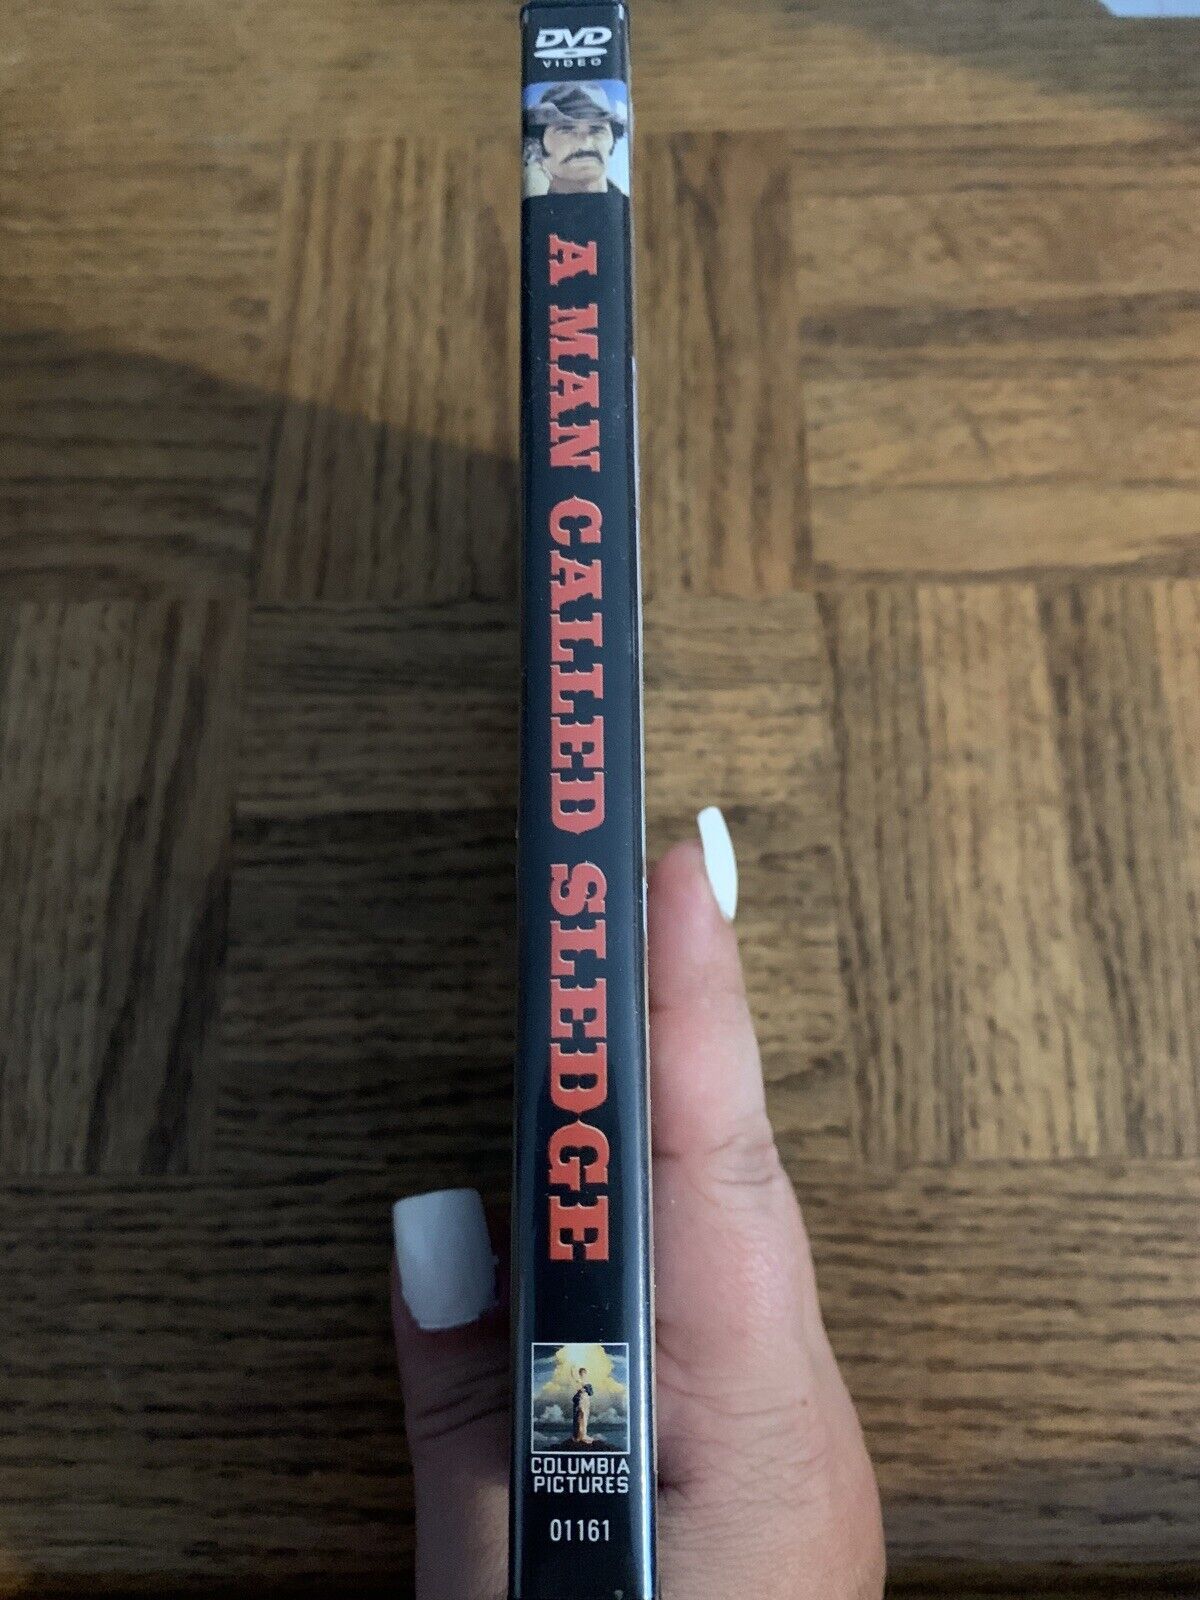 DVD
VIDEO
A MAN CALLED SLEDGE
COLUMBIA
PICTURES
01161